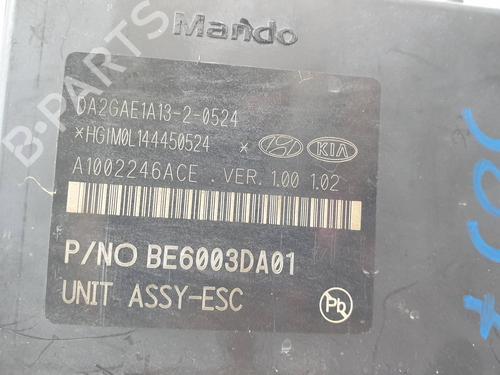 Mando
DA2GAE1A13-2-0524
*HGIM0L144450524 * KIA
A1002246ACE . VER. 1.00 1.02
P/NO BE6003DA01
UNIT ASSY-ESC
Pb
B-PARTS